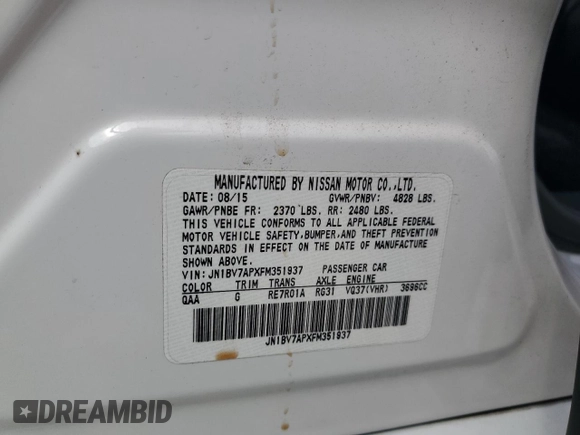 MANUFACTURED BY NISSAN MOTOR CO.,LTD.
DATE: 08/15 GVWR/PNBV: 4828 LBS.
GAWR/PNBE FR: 2370 LBS. RR: 2480 LBS.
THIS VEHICLE CONFORMS TO ALL APPLICABLE FEDERAL
MOTOR VEHICLE SAFETY, BUMPER, AND THEFT PREVENTION
STANDARDS IN EFFECT ON THE DATE OF MANUFACTURE
SHOWN ABOVE.
VIN: JN1BV7APXFM351937 PASSENGER CAR
COLOR TRIM TRANS AXLE ENGINE
QAA G RE7R01A RG31 VQ37(VHR) 3696CC
JN1BV7APXFM351937
DREAMBID